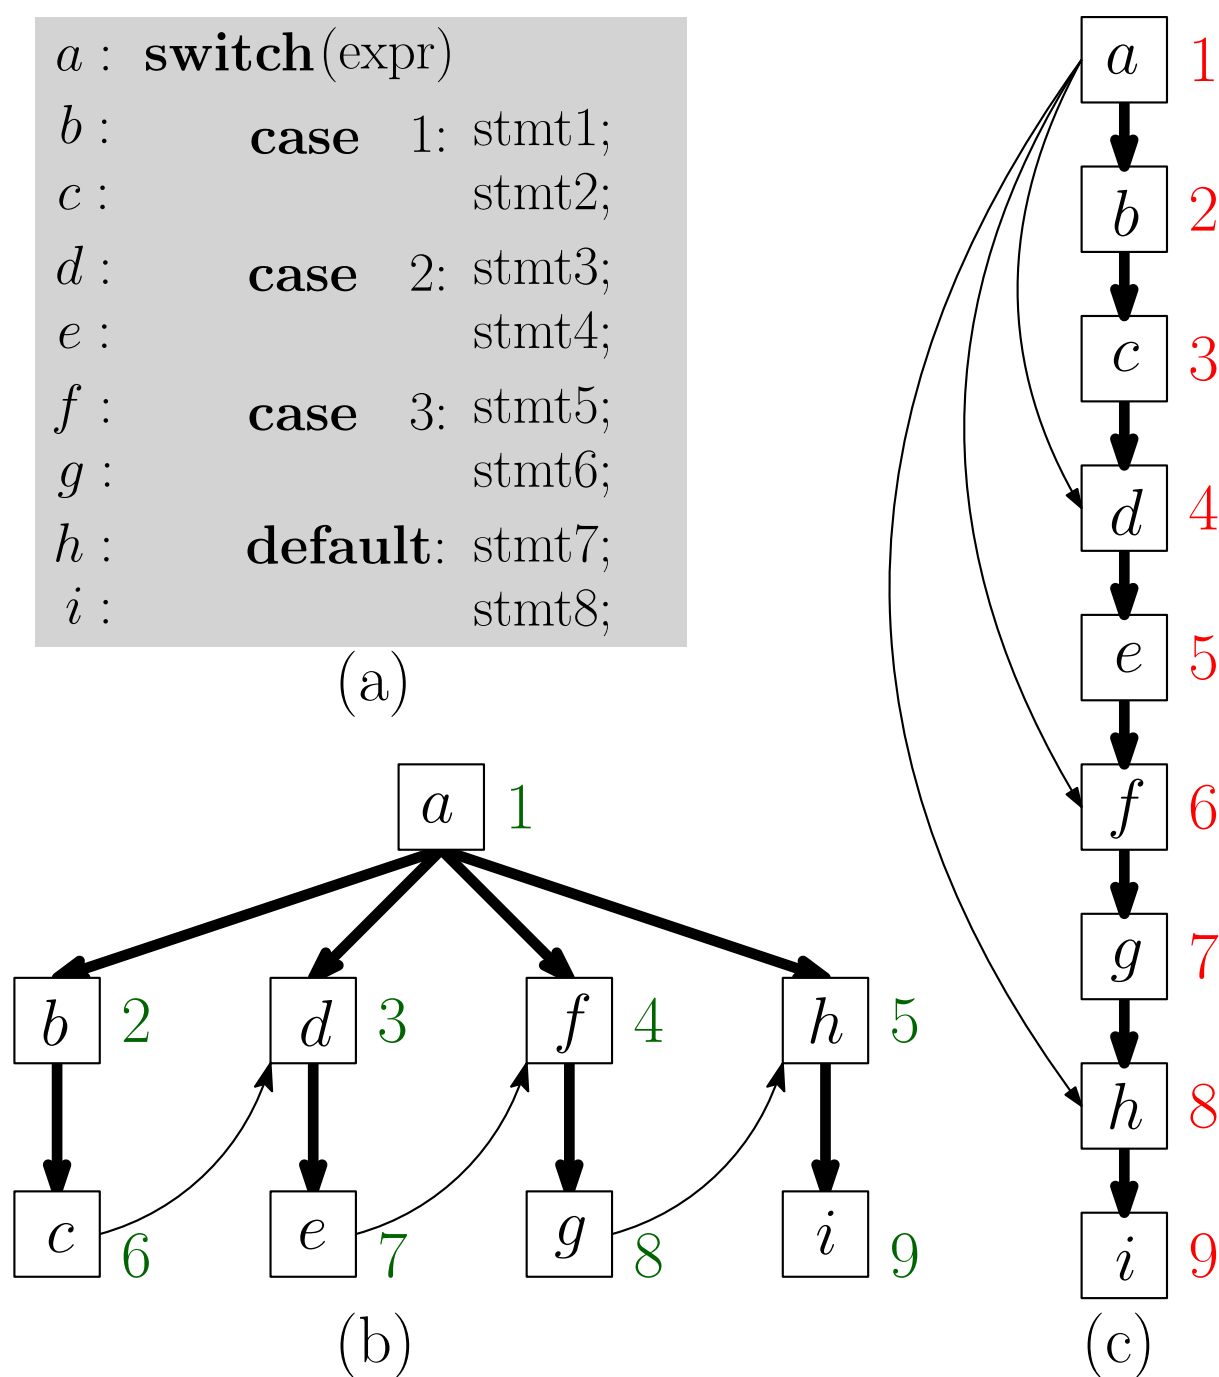 a : switch(expr)
b : case 1: stmt1;
c : stmt2;
d : case 2: stmt3;
e : stmt4;
f : case 3: stmt5;
g : stmt6;
h : default: stmt7;
i : stmt8;
(a)
a 1
b 2 d 3 f 4 h 5
c 6 e 7 g 8 i 9
(b)
a 1
b 2
c 3
d 4
e 5
f 6
g 7
h 8
i 9
(c)